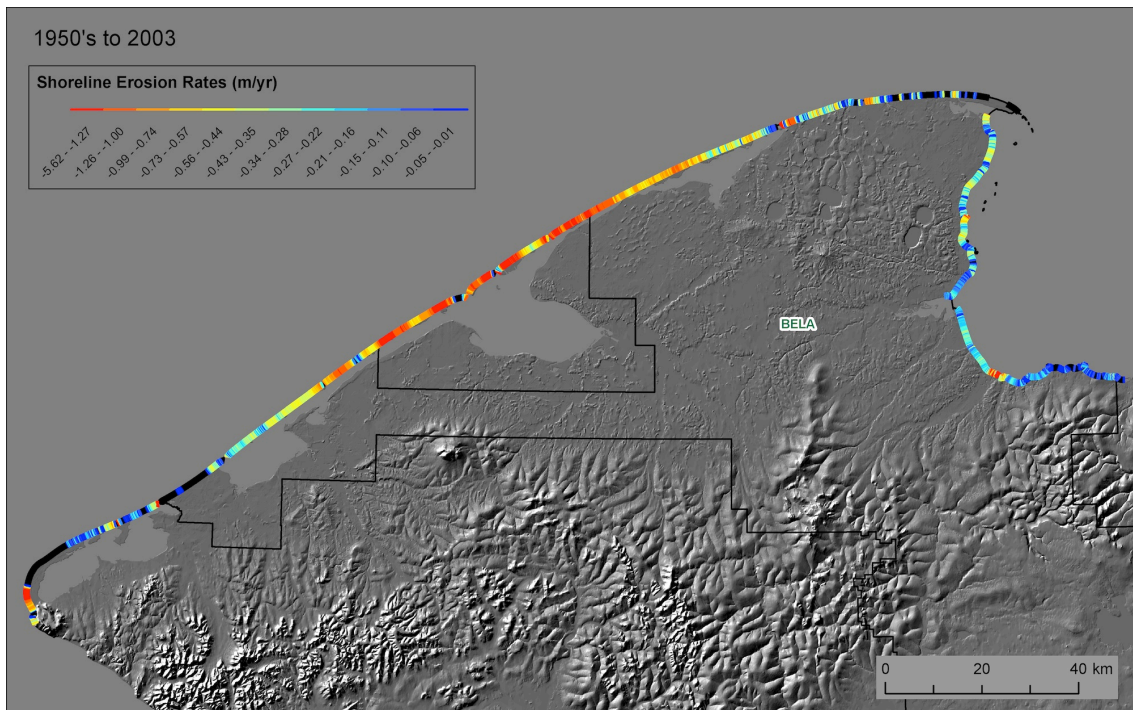 1950's to 2003
Shoreline Erosion Rates (m/yr)
-5.62 - -1.27
-1.26 - -1.00
-0.99 - -0.74
-0.73 - -0.57
-0.56 - -0.44
-0.43 - -0.35
-0.34 - -0.28
-0.27 - -0.22
-0.21 - -0.16
-0.15 - -0.11
-0.10 - -0.06
-0.05 - -0.01
BELA
0 20 40 km